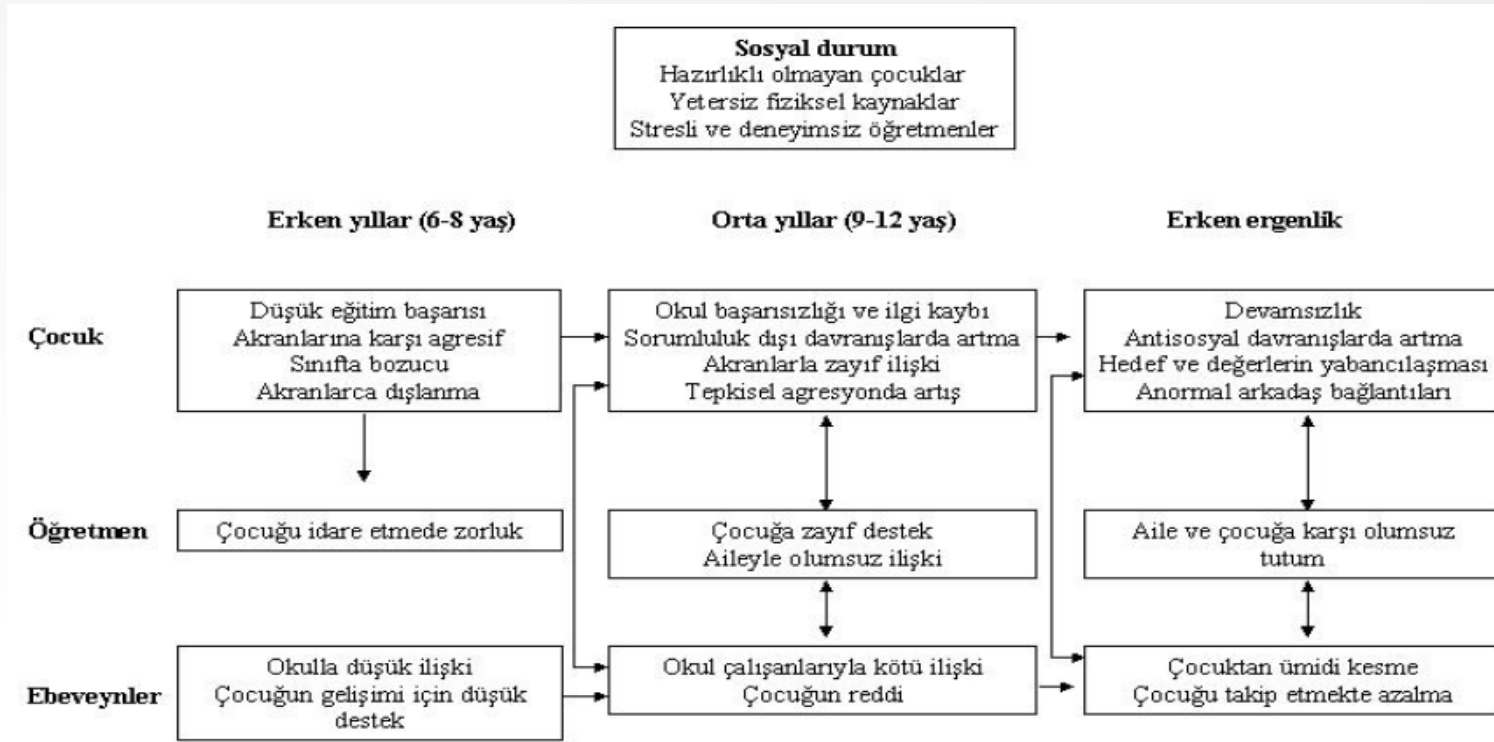 Sosyal durum
Hazırlıklı olmayan çocuklar
Yetersiz fiziksel kaynaklar
Stresli ve deneyimsiz öğretmenler
Erken yıllar (6-8 yaş)
Orta yıllar (9-12 yaş)
Erken ergenlik
Çocuk
Düşük eğitim başarısı
Akranlarına karşı agresif
Sınıfta bozucu
Akranlarca dışlanma
Okul başarısızlığı ve ilgi kaybı
Sorumluluk dışı davranışlarda artma
Akranlarla zayıf ilişki
Tepkisel agresyonda artış
Devamsızlık
Antisosyal davranışlarda artma
Hedef ve değerlerin yabancılaşması
Anormal arkadaş bağlantıları
Öğretmen
Çocuğu idare etmede zorluk
Çocuğa zayıf destek
Aileyle olumsuz ilişki
Aile ve çocuğa karşı olumsuz
tutum
Ebeveynler
Okulla düşük ilişki
Çocuğun gelişimi için düşük
destek
Okul çalışanlarıyla kötü ilişki
Çocuğun reddi
Çocuktan ümidi kesme
Çocuğu takip etmekte azalma